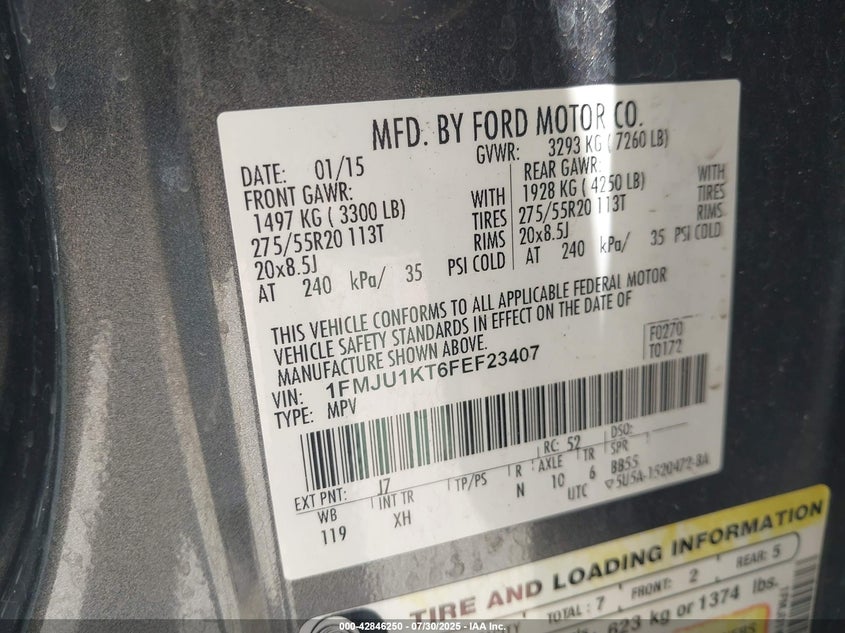 MFD. BY FORD MOTOR CO.
DATE: 01/15
GVWR: 3293 KG ( 7260 LB)
FRONT GAWR:
1497 KG ( 3300 LB)
WITH
275/55R20 113T
TIRES
20x8.5J
RIMS
AT 240 kPa/ 35 PSI COLD
REAR GAWR:
1928 KG ( 4250 LB)
WITH
275/55R20 113T
TIRES
20x8.5J
RIMS
AT 240 kPa/ 35 PSI COLD
THIS VEHICLE CONFORMS TO ALL APPLICABLE FEDERAL MOTOR
VEHICLE SAFETY STANDARDS IN EFFECT ON THE DATE OF
MANUFACTURE SHOWN ABOVE.
F0270
T0172
VIN: 1FMJU1KT6FEF23407
TYPE: MPV
EXT PNT: J7
RC: 52
DSO:
WB INT TR TP/PS R AXLE TR SPR
119 XH N 10 6 BB55
UTC ▽5U5A-1520472-BA
TIRE AND LOADING INFORMATION
TOTAL: 7 FRONT: 2 REAR: 5
623 kg or 1374 lbs.
000-42846250 - 07/30/2025 - IAA Inc.